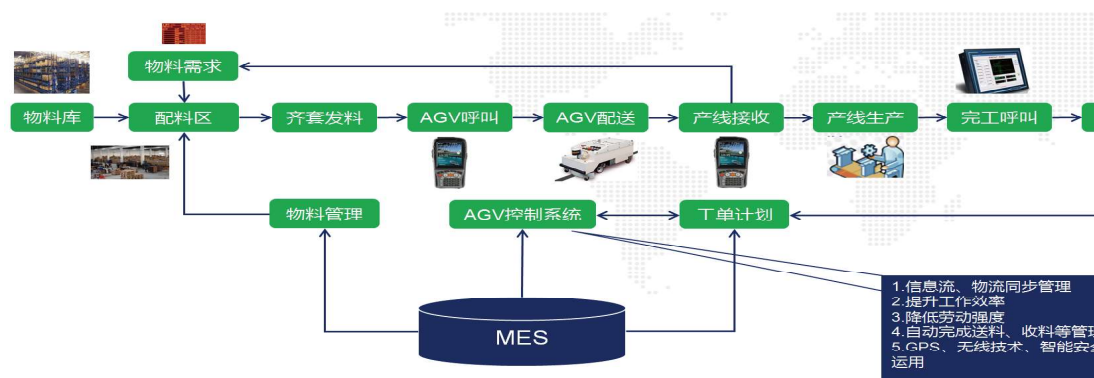 物料需求
物料库
配料区
齐套发料
AGV呼叫
AGV配送
产线接收
产线生产
完工呼叫
物料管理
AGV控制系统
工单计划
MES
1.信息流、物流同步管理
2.提升工作效率
3.降低劳动强度
4.自动完成送料、收料等管理
5.GPS、无线技术、智能安全
运用